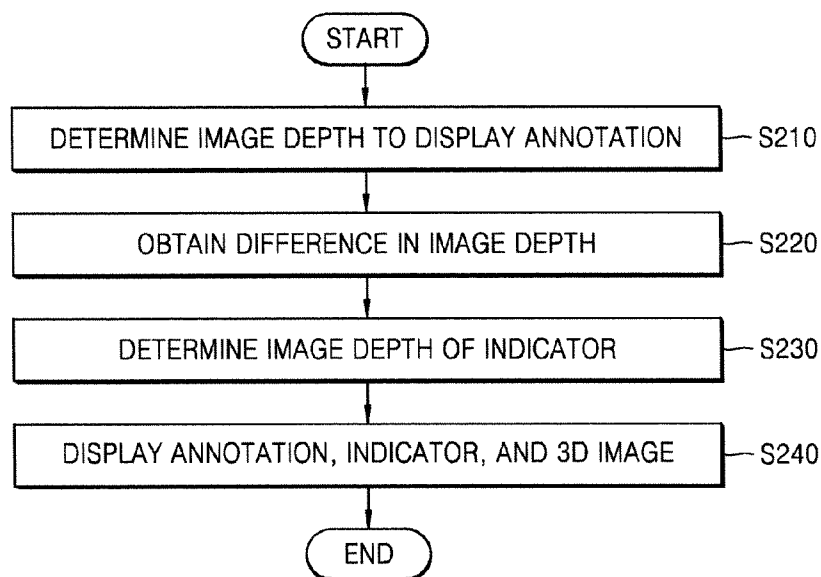 START
DETERMINE IMAGE DEPTH TO DISPLAY ANNOTATION
S210
OBTAIN DIFFERENCE IN IMAGE DEPTH
S220
DETERMINE IMAGE DEPTH OF INDICATOR
S230
DISPLAY ANNOTATION, INDICATOR, AND 3D IMAGE
S240
END